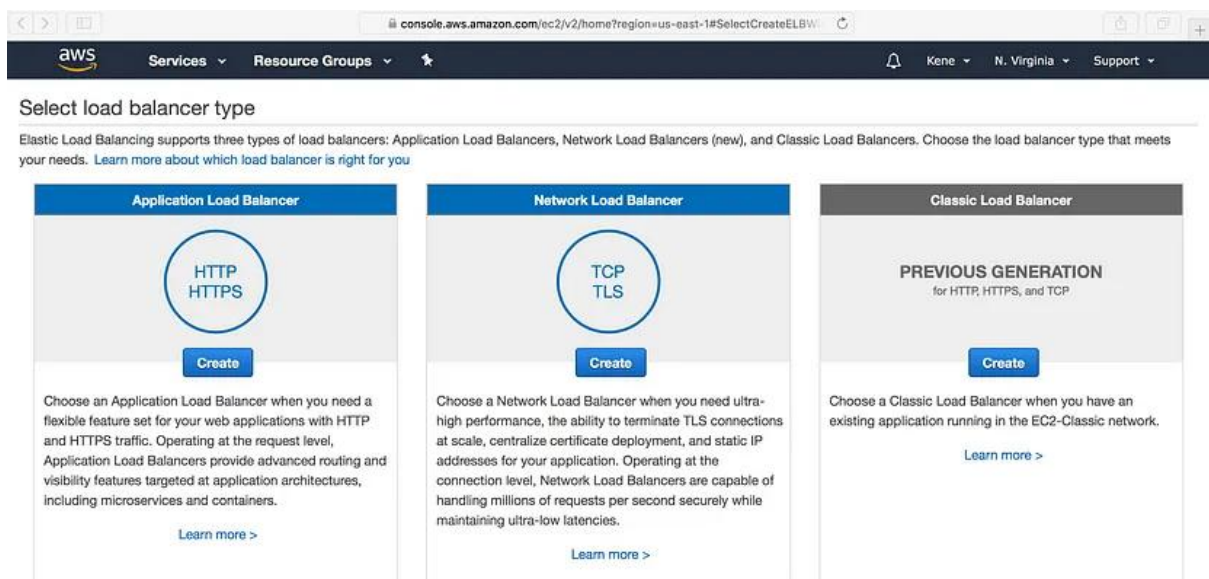 console.aws.amazon.com/ec2/v2/home?region=us-east-1#SelectCreateELBW
aws
Services
Resource Groups
Kene
N. Virginia
Support
Select load balancer type
Elastic Load Balancing supports three types of load balancers: Application Load Balancers, Network Load Balancers (new), and Classic Load Balancers. Choose the load balancer type that meets
your needs. Learn more about which load balancer is right for you
Application Load Balancer
HTTP
HTTPS
Create
Choose an Application Load Balancer when you need a
flexible feature set for your web applications with HTTP
and HTTPS traffic. Operating at the request level,
Application Load Balancers provide advanced routing and
visibility features targeted at application architectures,
including microservices and containers.
Learn more >
Network Load Balancer
TCP
TLS
Create
Choose a Network Load Balancer when you need ultra-
high performance, the ability to terminate TLS connections
at scale, centralize certificate deployment, and static IP
addresses for your application. Operating at the
connection level, Network Load Balancers are capable of
handling millions of requests per second securely while
maintaining ultra-low latencies.
Learn more >
Classic Load Balancer
PREVIOUS GENERATION
for HTTP, HTTPS, and TCP
Create
Choose a Classic Load Balancer when you have an
existing application running in the EC2-Classic network.
Learn more >